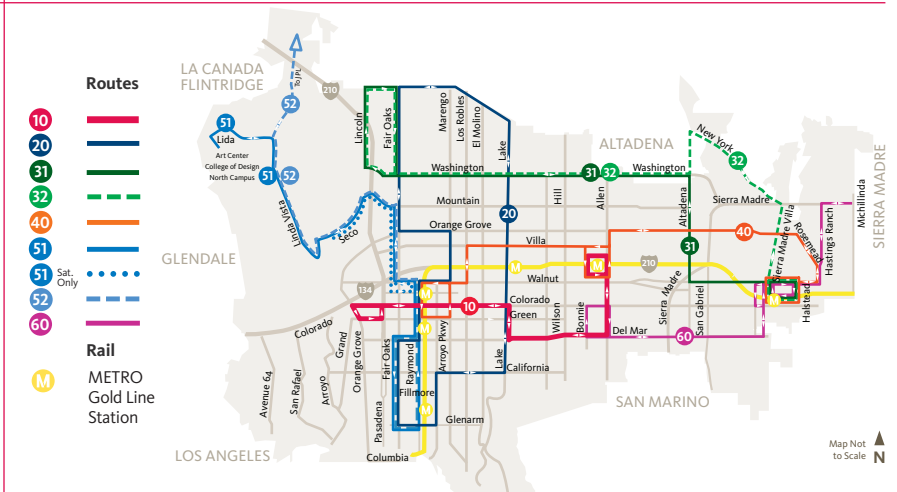 Routes
10
20
31
32
40
51
51 Sat. Only
52
60
Rail
M METRO
Gold Line
Station
LA CANADA
FLINTRIDGE
To JPL
52
210
51
Lida
Art Center
College of Design
North Campus
51
52
Linda Vista
Seco
GLENDALE
134
Lincoln
Fair Oaks
Marengo
Los Robles
El Molino
Lake
ALTADENA
New York
32
Washington
31
32
Washington
Mountain
Orange Grove
20
Hill
Allen
Altadena
Sierra Madre
Sierra Madre Villa
Rosemead
Hastings Ranch
Michillinda
SIERRA MADRE
Villa
40
31
M
M
210
Walnut
M
Colorado
10
Green
Wilson
Bonnie
Sierra Madre
San Gabriel
M
Halstead
Colorado
Grand
Orange Grove
Fair Oaks
Raymond
M
Arroyo Pkwy
Lake
Del Mar
60
California
Avenue 64
San Rafael
Arroyo
Pasadena
Fillmore
M
Glenarm
SAN MARINO
LOS ANGELES
Columbia
Map Not
to Scale
N